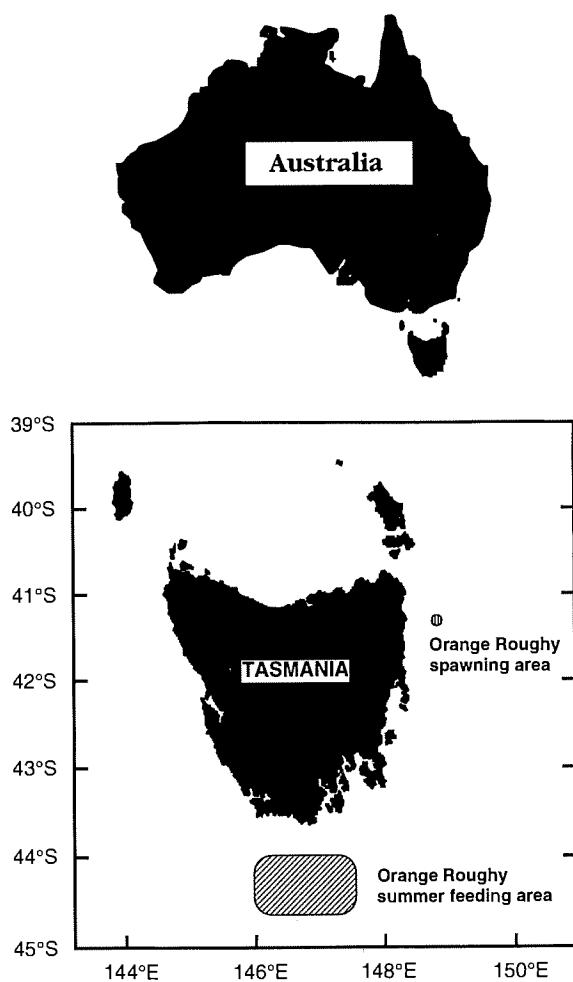 Australia
39°S
40°S
41°S
42°S
43°S
44°S
45°S
TASMANIA
Orange Roughy
spawning area
Orange Roughy
summer feeding area
144°E
146°E
148°E
150°E